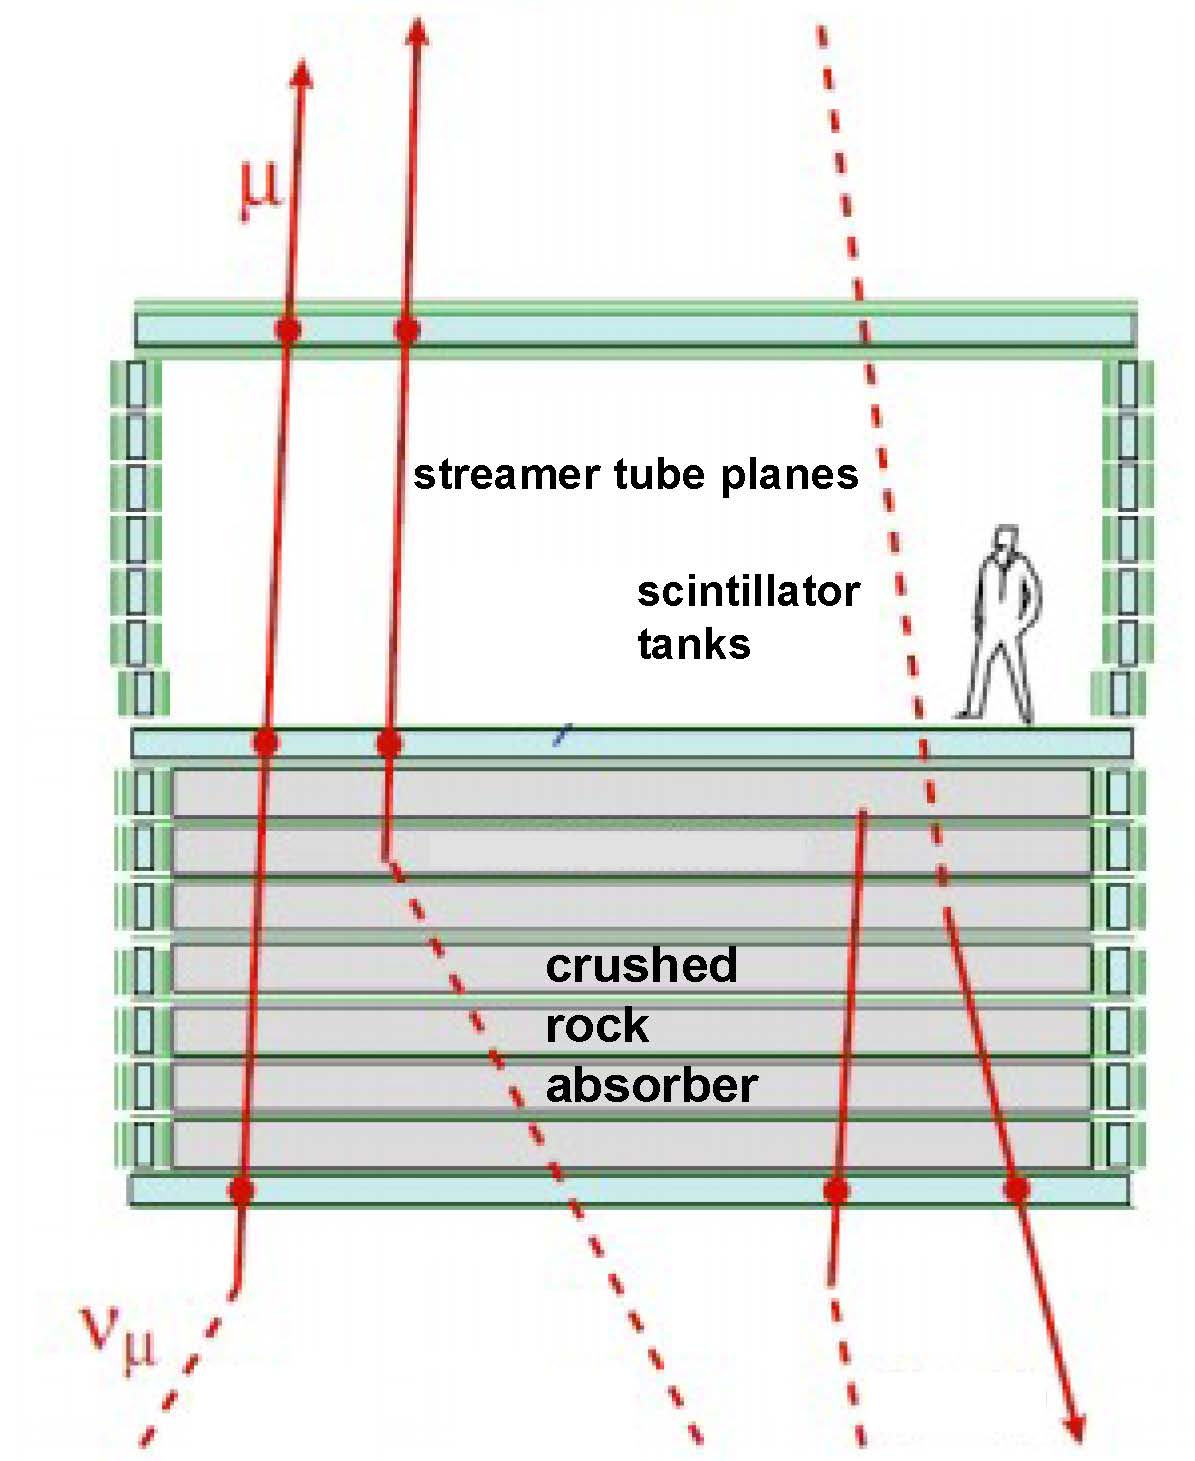 μ
streamer tube planes
scintillator
tanks
crushed
rock
absorber
νμ